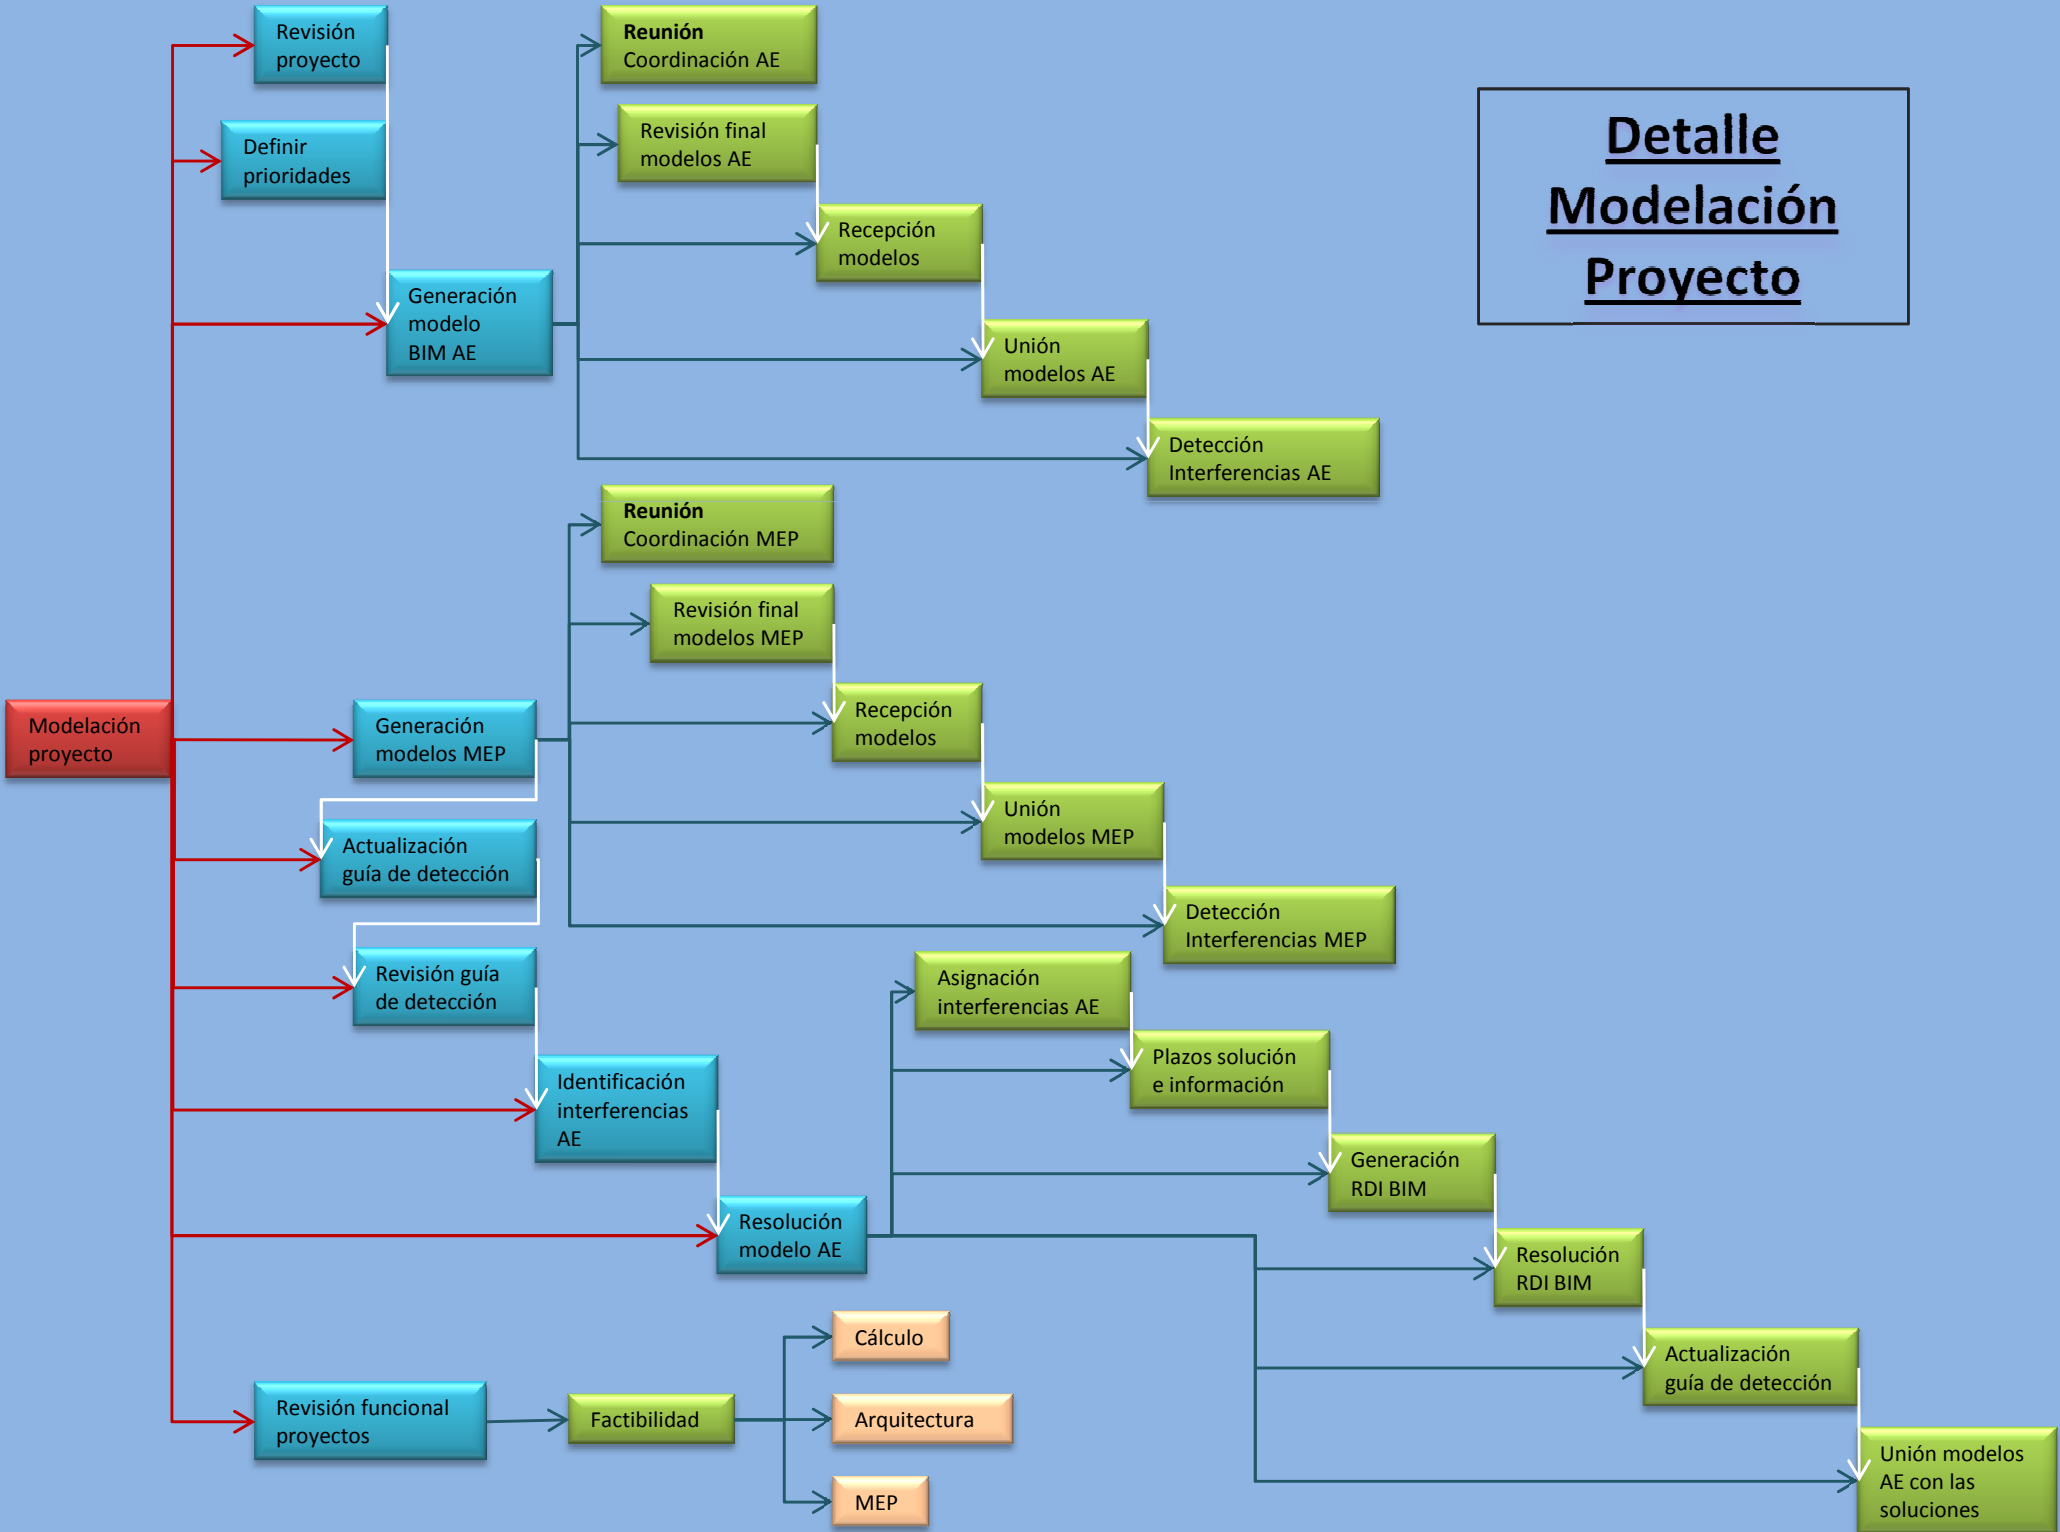 Revisión
proyecto
Definir
prioridades
Generación
modelo
BIM AE
Reunión
Coordinación AE
Revisión final
modelos AE
Recepción
modelos
Unión
modelos AE
Detección
Interferencias AE
Detalle
Modelación
Proyecto
Modelación
proyecto
Generación
modelos MEP
Reunión
Coordinación MEP
Revisión final
modelos MEP
Recepción
modelos
Unión
modelos MEP
Detección
Interferencias MEP
Actualización
guía de detección
Revisión guía
de detección
Identificación
interferencias
AE
Resolución
modelo AE
Asignación
interferencias AE
Plazos solución
e información
Generación
RDI BIM
Resolución
RDI BIM
Actualización
guía de detección
Unión modelos
AE con las
soluciones
Revisión funcional
proyectos
Factibilidad
Cálculo
Arquitectura
MEP